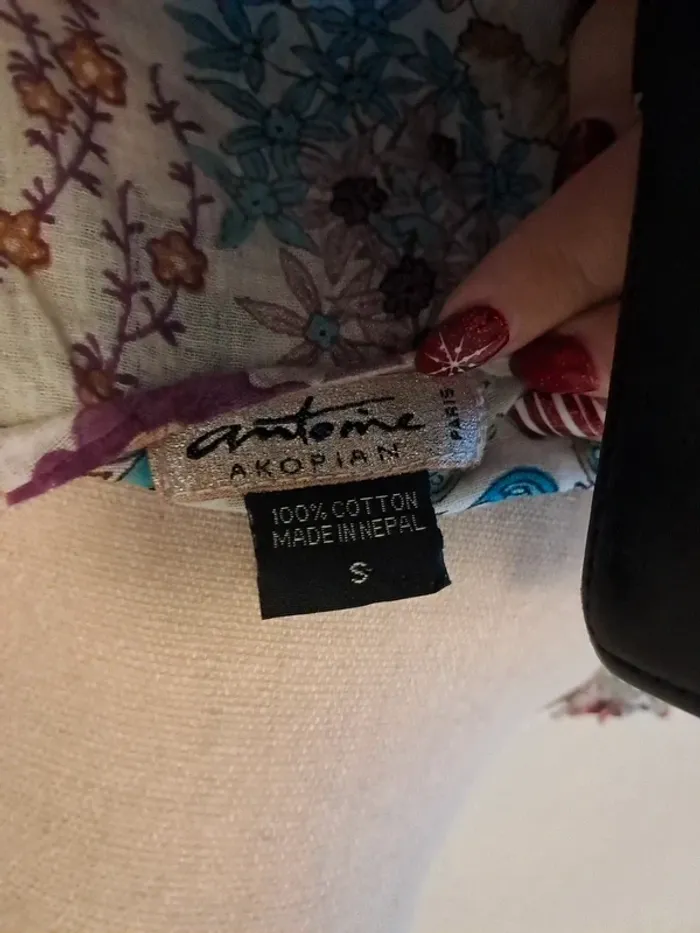 antoine
AKOPIAN
PARIS
100% COTTON
MADE IN NEPAL
S